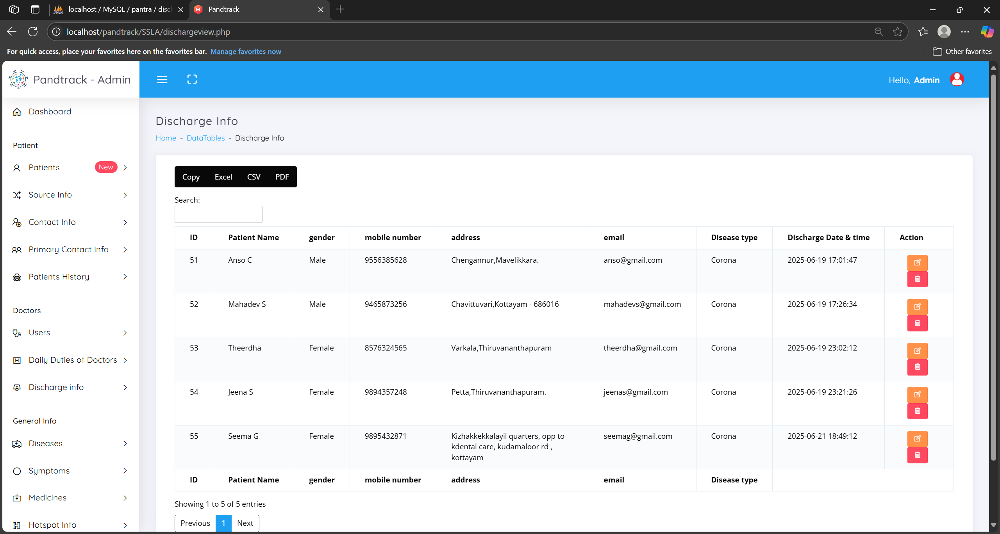 localhost / MySQL / pantra / disch
Pandtrack
localhost/pandtrack/SSLA/dischargeview.php
For quick access, place your favorites here on the favorites bar. Manage favorites now
Other favorites
Pandtrack - Admin
Hello, Admin
Dashboard
Patient
Patients New
Source Info
Contact Info
Primary Contact Info
Patients History
Doctors
Users
Daily Duties of Doctors
Discharge info
General Info
Diseases
Symptoms
Medicines
Hotspot Info
Discharge Info
Home - DataTables - Discharge Info
Copy Excel CSV PDF
Search:
ID Patient Name gender mobile number address email Disease type Discharge Date & time Action
51 Anso C Male 9556385628 Chengannur,Mavelikkara. anso@gmail.com Corona 2025-06-19 17:01:47
52 Mahadev S Male 9465873256 Chavittuvari,Kottayam - 686016 mahadevs@gmail.com Corona 2025-06-19 17:26:34
53 Theerdha Female 8576324565 Varkala,Thiruvananthapuram theerdha@gmail.com Corona 2025-06-19 23:02:12
54 Jeena S Female 9894357248 Petta,Thiruvananthapuram. jeenas@gmail.com Corona 2025-06-19 23:21:26
55 Seema G Female 9895432871 Kizhakkekkalayil quarters, opp to seemag@gmail.com Corona 2025-06-21 18:49:12
kdental care, kudamaloor rd ,
kottayam
ID Patient Name gender mobile number address email Disease type
Showing 1 to 5 of 5 entries
Previous 1 Next